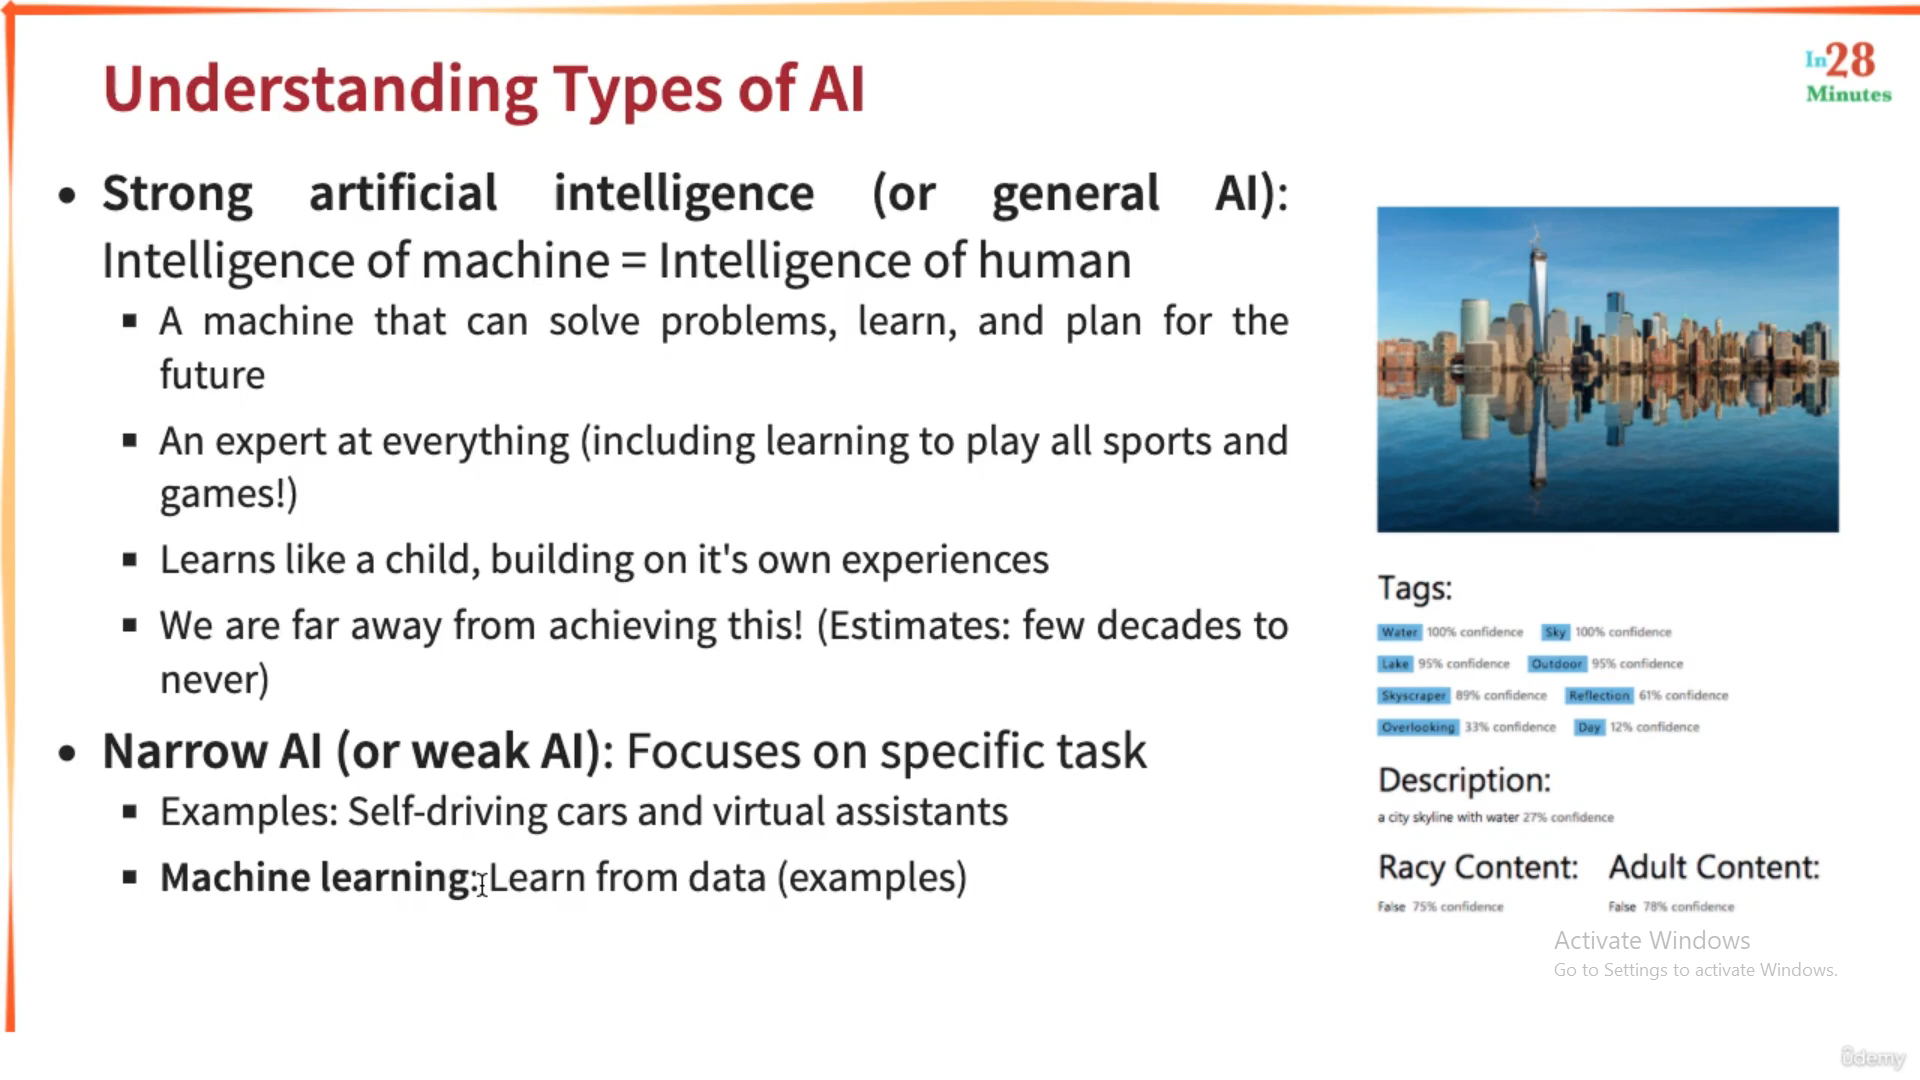 Understanding Types of AI
In28
Minutes
• Strong artificial intelligence (or general AI):
Intelligence of machine = Intelligence of human
▪ A machine that can solve problems, learn, and plan for the
future
▪ An expert at everything (including learning to play all sports and
games!)
▪ Learns like a child, building on it's own experiences
▪ We are far away from achieving this! (Estimates: few decades to
never)
• Narrow AI (or weak AI): Focuses on specific task
▪ Examples: Self-driving cars and virtual assistants
▪ Machine learning: Learn from data (examples)
Tags:
Water 100% confidence Sky 100% confidence
Lake 95% confidence Outdoor 95% confidence
Skyscraper 89% confidence Reflection 61% confidence
Overlooking 33% confidence Day 12% confidence
Description:
a city skyline with water 27% confidence
Racy Content: Adult Content:
False 75% confidence False 78% confidence
Activate Windows
Go to Settings to activate Windows.
ûdemy